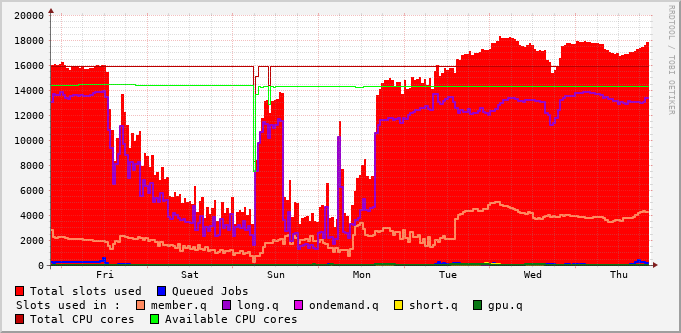 RRDTOOL / TOBI OETIKER
20000
18000
16000
14000
12000
10000
8000
6000
4000
2000
0
Fri Sat Sun Mon Tue Wed Thu
Total slots used Queued Jobs
Slots used in : member.q long.q ondemand.q short.q gpu.q
Total CPU cores Available CPU cores